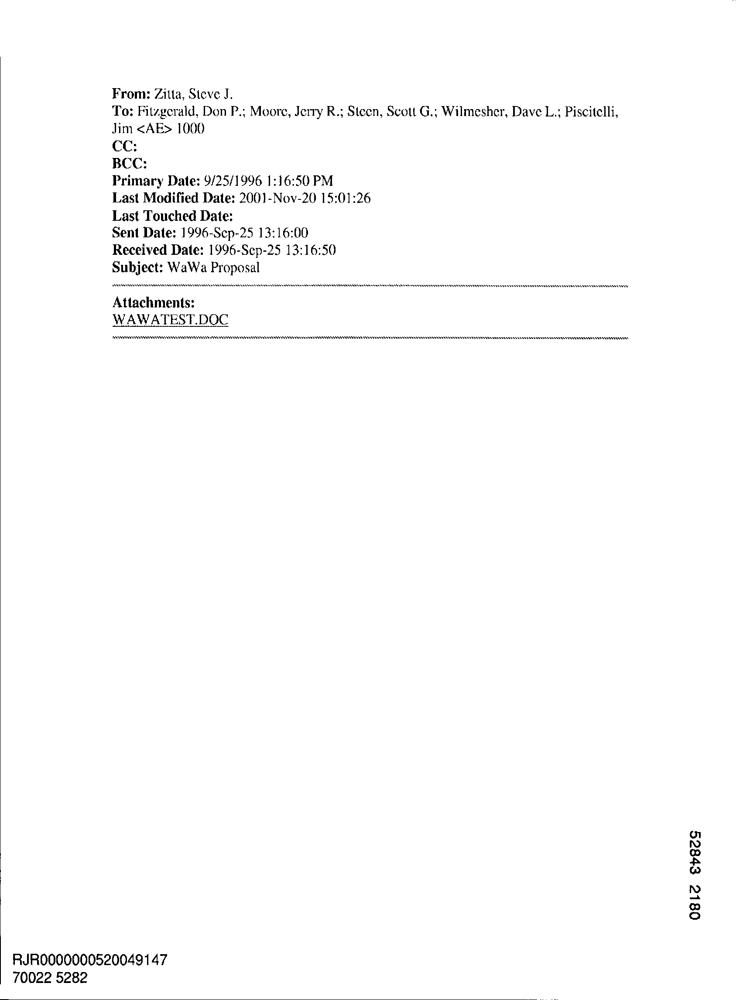 From: Zitta, Steve J.
To: Fitzgerald, Don P.; Moore, Jerry R.; Steen, Scott G.; Wilmesher, Dave L.; Piscitelli,
Jim <AE> 1000
CC:
BCC:
Primary Date: 9/25/1996 1:16:50 PM
Last Modified Date: 2001-Nov-20 15:01:26
Last Touched Date:
Sent Date: 1996-Sep-25 13:16:00
Received Date: 1996-Sep-25 13:16:50
Subject: WaWa Proposal
Attachments:
WAWATEST.DOC
52843 2180
RJR0000000520049147
70022 5282